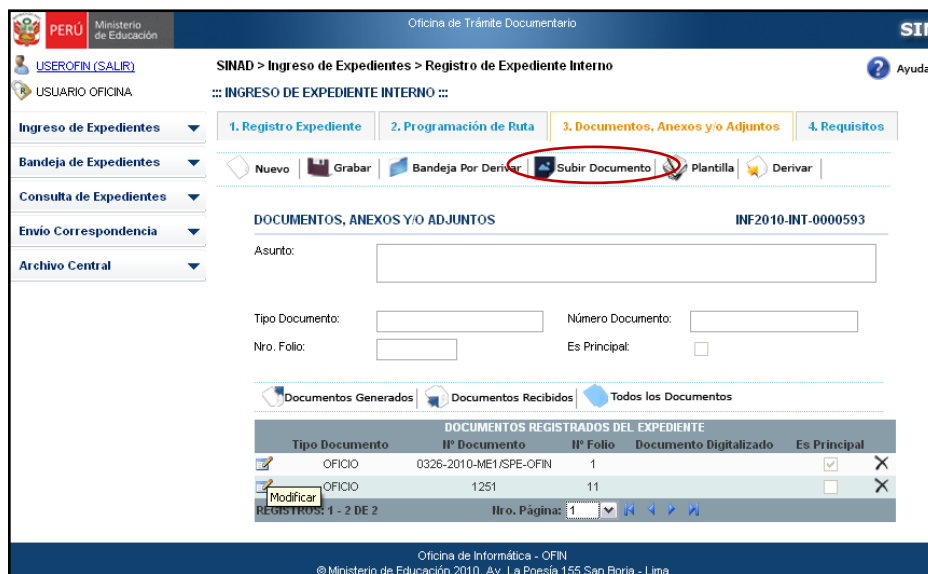 PERÚ Ministerio de Educación
Oficina de Trámite Documentario
USEROFIN (SALIR)
USUARIO OFICINA
Ingreso de Expedientes
Bandeja de Expedientes
Consulta de Expedientes
Envío Correspondencia
Archivo Central
SINAD > Ingreso de Expedientes > Registro de Expediente Interno
Ayuda
::: INGRESO DE EXPEDIENTE INTERNO :::
1. Registro Expediente 2. Programación de Ruta 3. Documentos, Anexos y/o Adjuntos 4. Requisitos
Nuevo Grabar Bandeja Por Derivar Subir Documento Plantilla Derivar
DOCUMENTOS, ANEXOS Y/O ADJUNTOS INF2010-INT-0000593
Asunto:
Tipo Documento: Número Documento:
Nro. Folio: Es Principal:
Documentos Generados Documentos Recibidos Todos los Documentos
DOCUMENTOS REGISTRADOS DEL EXPEDIENTE
Tipo Documento Nº Documento Nº Folio Documento Digitalizado Es Principal
OFICIO 0326-2010-ME1/SPE-OFIN 1
OFICIO 1251 11
Modificar
REGISTROS: 1 - 2 DE 2 Nro. Página: 1
Oficina de Informática - OFIN
© Ministerio de Educación 2010. Av. La Poesía 155 San Borja - Lima